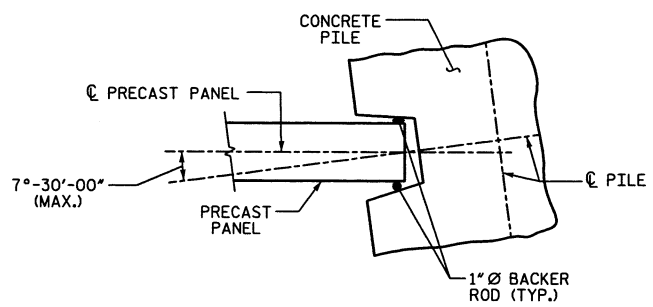 CONCRETE
PILE
℄ PRECAST PANEL
7°-30'-00"
(MAX.)
PRECAST
PANEL
℄ PILE
1" Ø BACKER
ROD (TYP.)